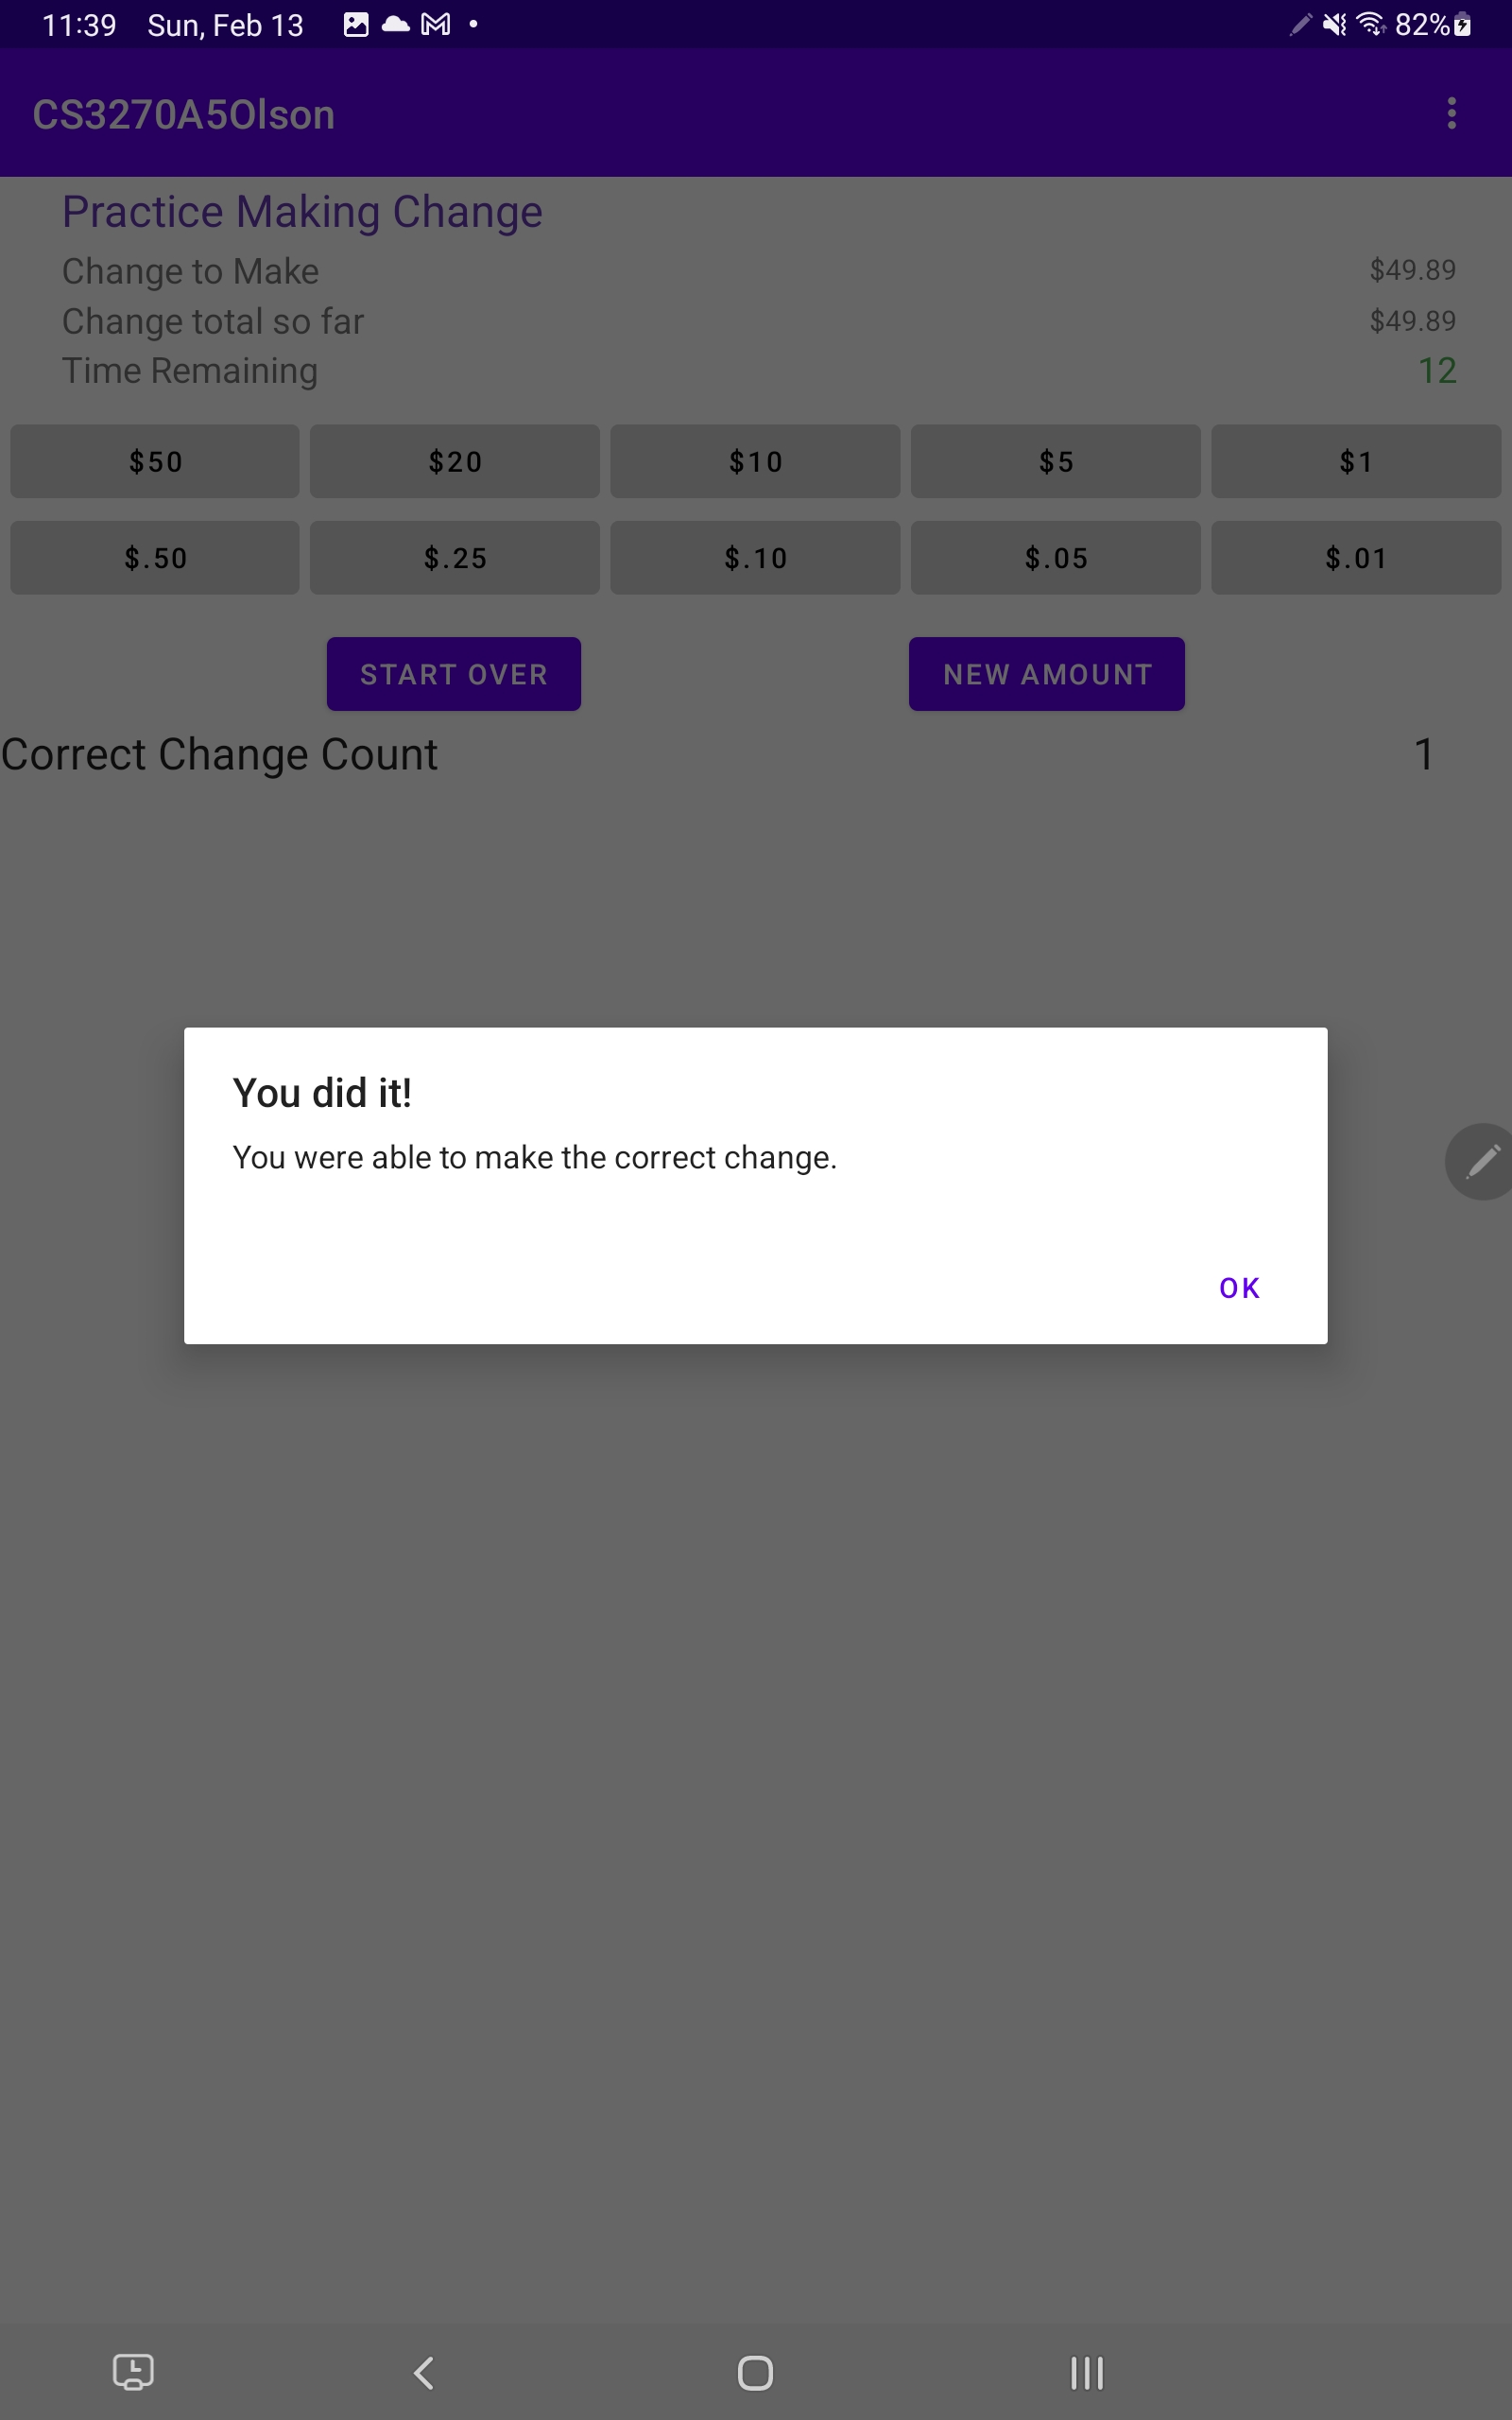 11:39 Sun, Feb 13 82%
CS3270A5Olson
Practice Making Change
Change to Make $49.89
Change total so far $49.89
Time Remaining 12
$50 $20 $10 $5 $1
$.50 $.25 $.10 $.05 $.01
START OVER NEW AMOUNT
Correct Change Count 1
You did it!
You were able to make the correct change.
OK